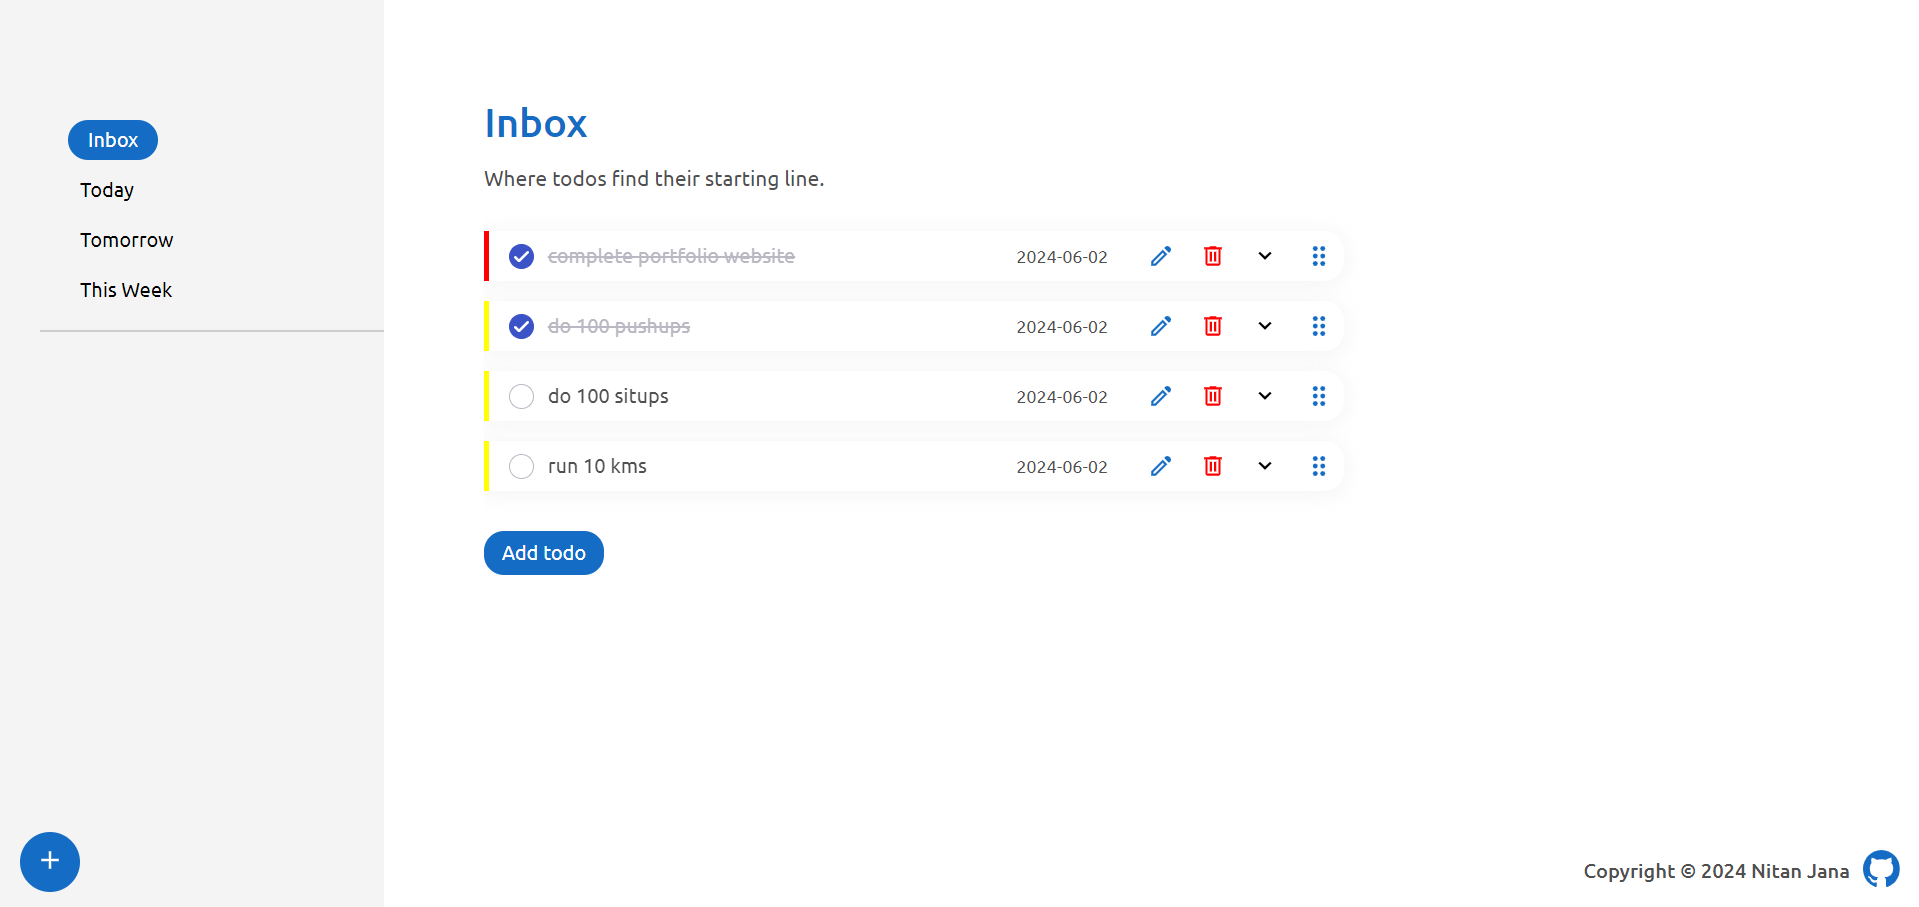 Inbox
Today
Tomorrow
This Week
Inbox
Where todos find their starting line.
complete portfolio website 2024-06-02
do 100 pushups 2024-06-02
do 100 situps 2024-06-02
run 10 kms 2024-06-02
Add todo
+
Copyright © 2024 Nitan Jana